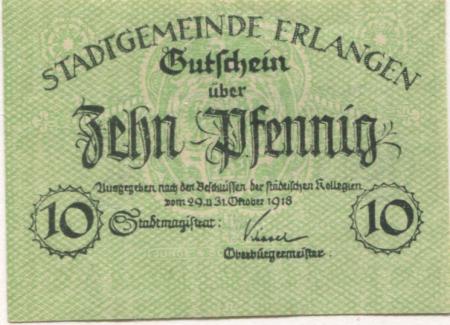 STADTGEMEINDE ERLANGEN
Gutschein
über
Zehn Pfennig
Ausgegeben nach den Beschlüssen der städtischen Kollegien
vom 29. u. 31. Oktober 1918
10 Stadtmagistrat: 10
Oberbürgermeister.